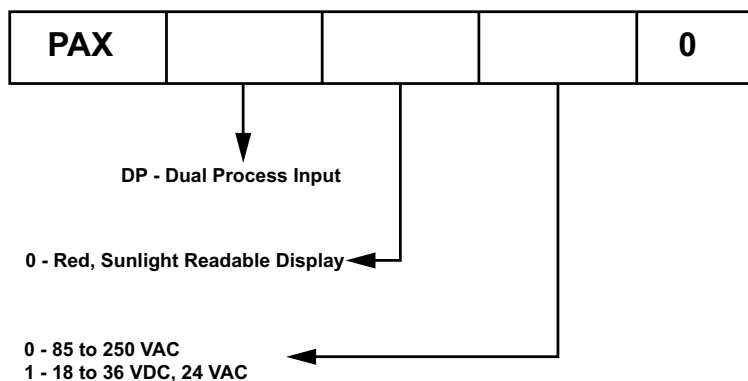 PAX 0
DP - Dual Process Input
0 - Red, Sunlight Readable Display
0 - 85 to 250 VAC
1 - 18 to 36 VDC, 24 VAC